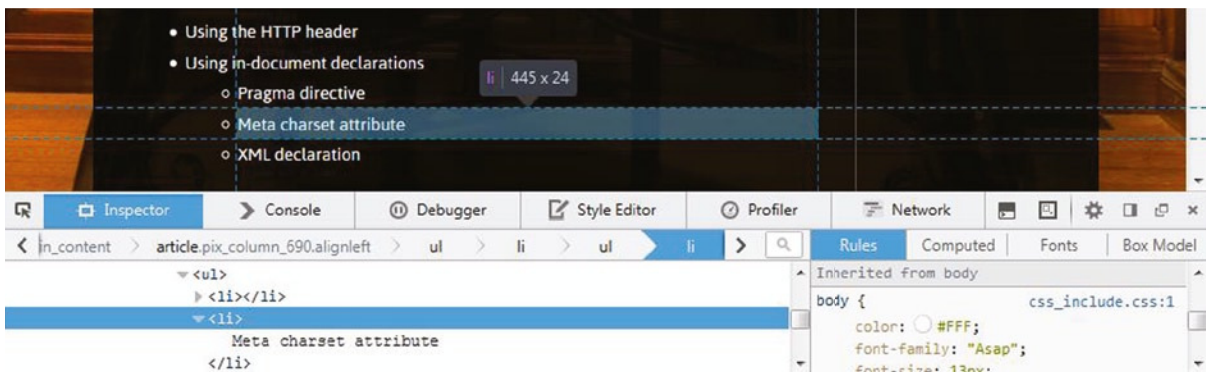 • Using the HTTP header
• Using in-document declarations
li | 445 x 24
○ Pragma directive
○ Meta charset attribute
○ XML declaration
Inspector Console Debugger Style Editor Profiler Network
in_content > article.pix_column_690.alignleft > ul > li > ul > li
Rules Computed Fonts Box Model
<ul>
<li></li>
<li>
Meta charset attribute
</li>
Inherited from body
body { css_include.css:1
color: #FFF;
font-family: "Asap";
font-size: 13px;